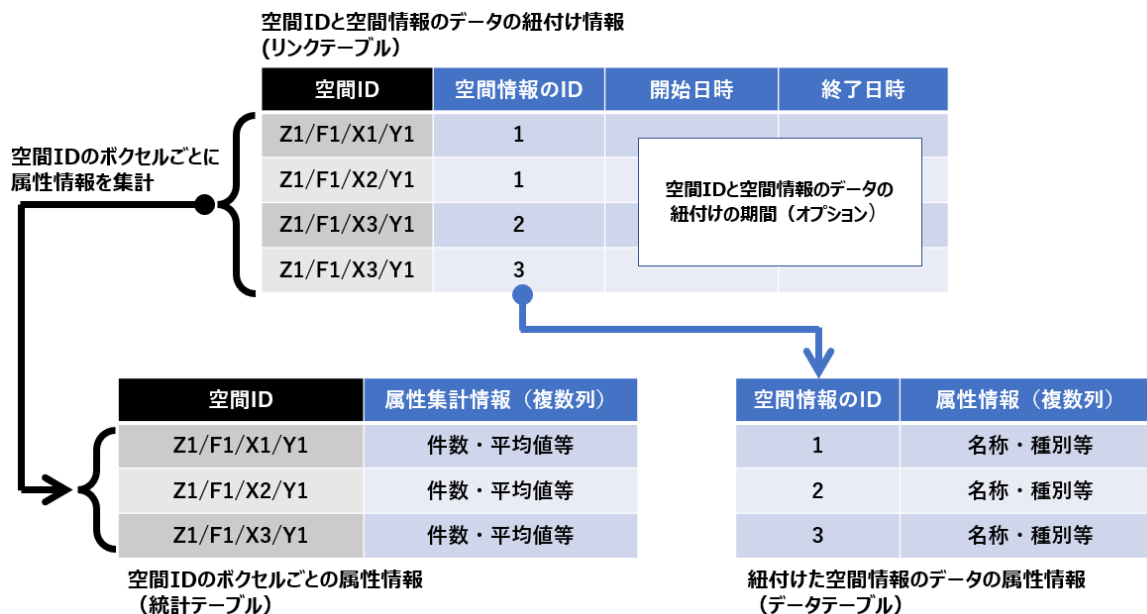 空間IDと空間情報のデータの紐付け情報
(リンクテーブル)
空間ID 空間情報のID 開始日時 終了日時
Z1/F1/X1/Y1 1
Z1/F1/X2/Y1 1
Z1/F1/X3/Y1 2
Z1/F1/X3/Y1 3
空間IDと空間情報のデータの
紐付けの期間（オプション）
空間IDのボクセルごとに
属性情報を集計
空間ID 属性集計情報（複数列）
Z1/F1/X1/Y1 件数・平均値等
Z1/F1/X2/Y1 件数・平均値等
Z1/F1/X3/Y1 件数・平均値等
空間IDのボクセルごとの属性情報
（統計テーブル）
空間情報のID 属性情報（複数列）
1 名称・種別等
2 名称・種別等
3 名称・種別等
紐付けた空間情報のデータの属性情報
（データテーブル）